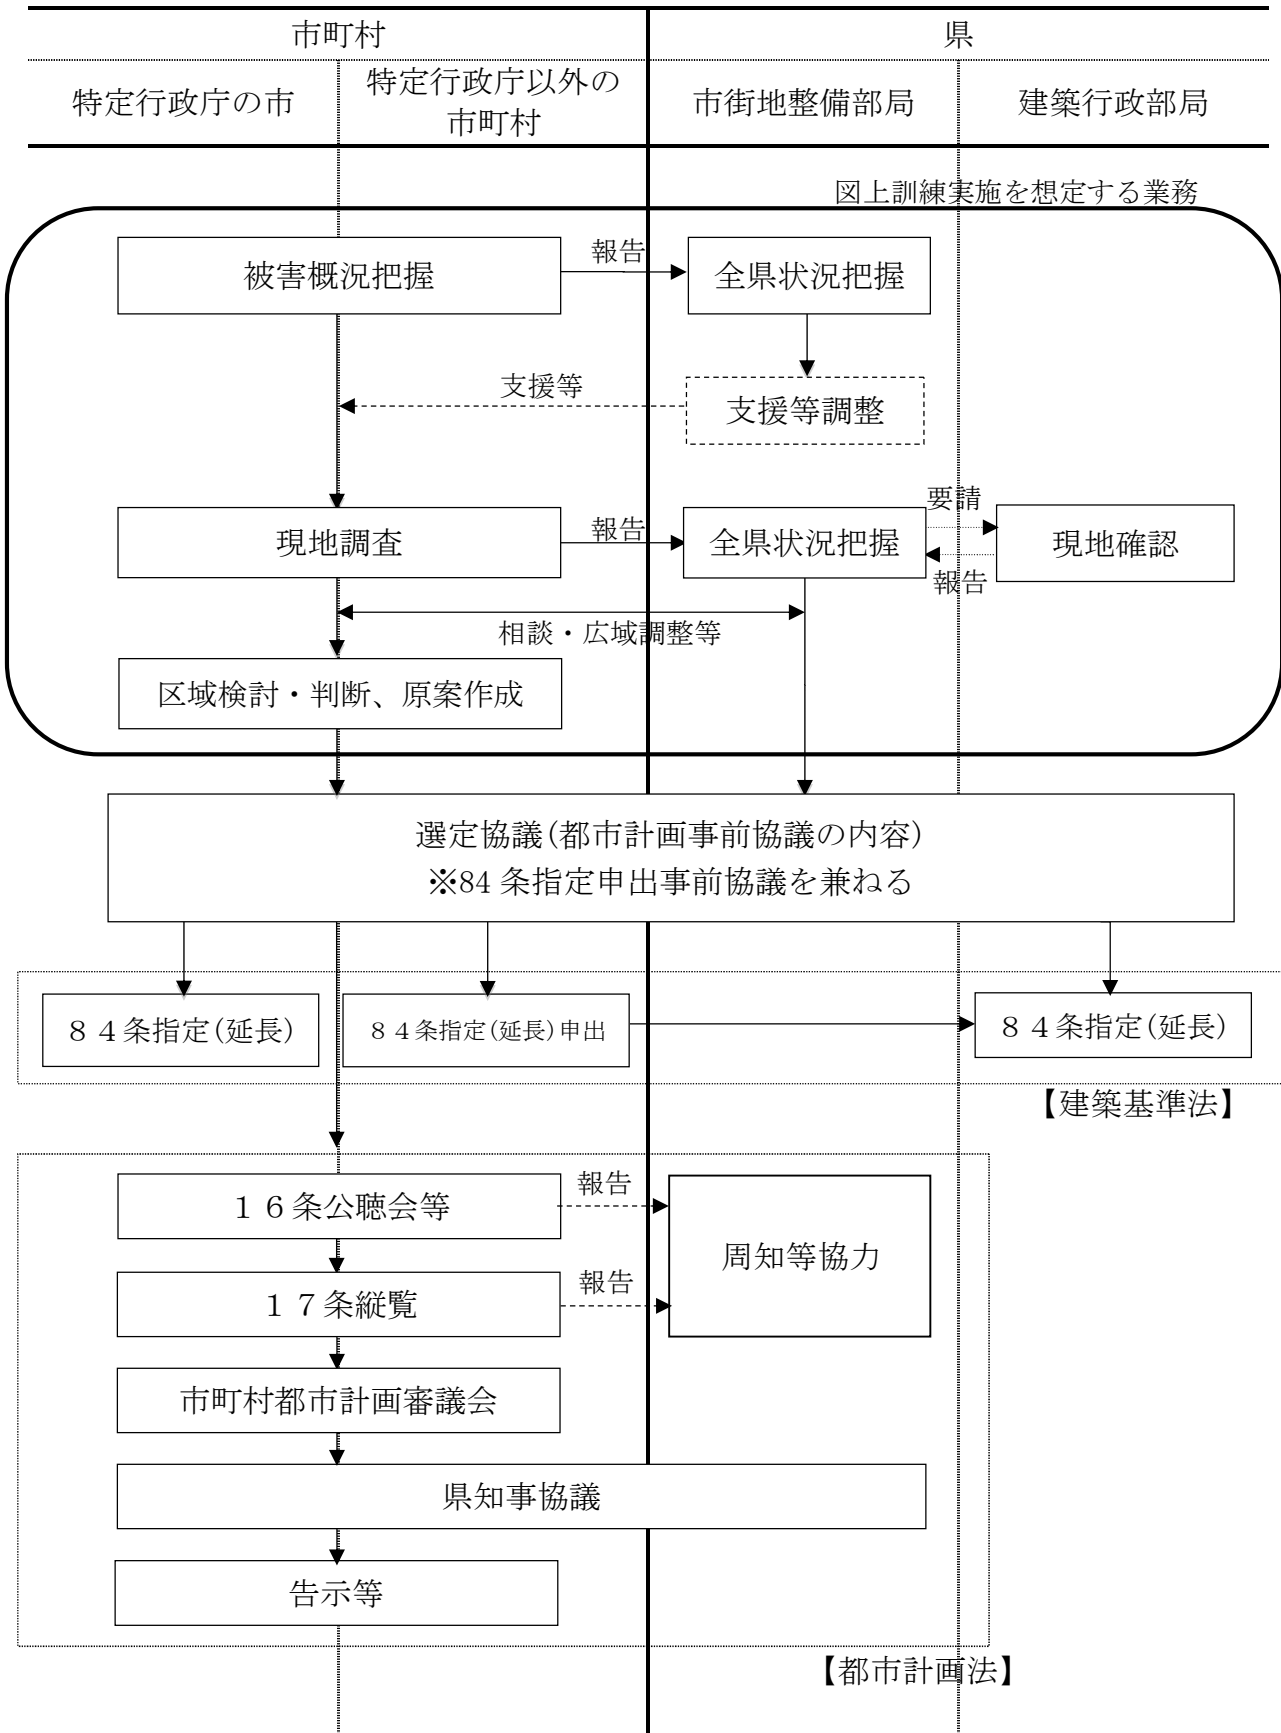 市町村
県
特定行政庁の市
特定行政庁以外の
市町村
市街地整備部局
建築行政部局
図上訓練実施を想定する業務
被害概況把握
報告
全県状況把握
支援等
支援等調整
現地調査
報告
全県状況把握
要請
報告
現地確認
相談・広域調整等
区域検討・判断、原案作成
選定協議(都市計画事前協議の内容)
※84 条指定申出事前協議を兼ねる
８４条指定(延長)
８４条指定(延長)申出
８４条指定(延長)
【建築基準法】
１６条公聴会等
報告
周知等協力
１７条縦覧
報告
市町村都市計画審議会
県知事協議
告示等
【都市計画法】